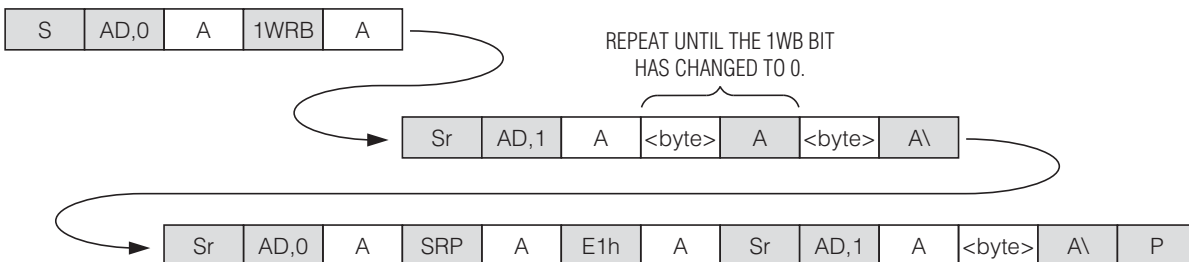 S AD,0 A 1WRB A
REPEAT UNTIL THE 1WB BIT
HAS CHANGED TO 0.
Sr AD,1 A <byte> A <byte> A\
Sr AD,0 A SRP A E1h A Sr AD,1 A <byte> A\ P